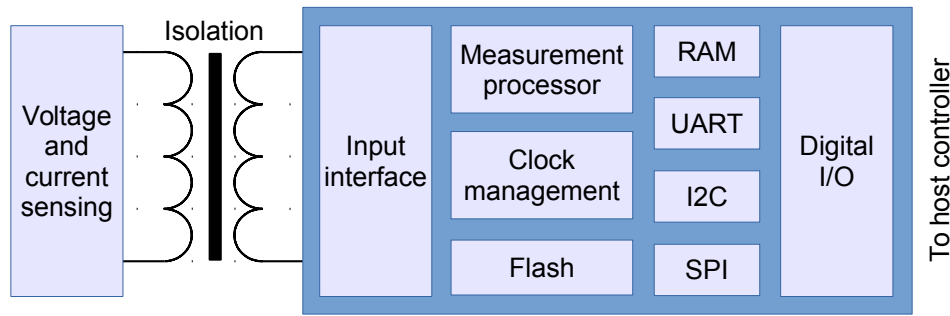 Isolation
Voltage
and
current
sensing
Input
interface
Measurement
processor
Clock
management
Flash
RAM
UART
I2C
SPI
Digital
I/O
To host controller